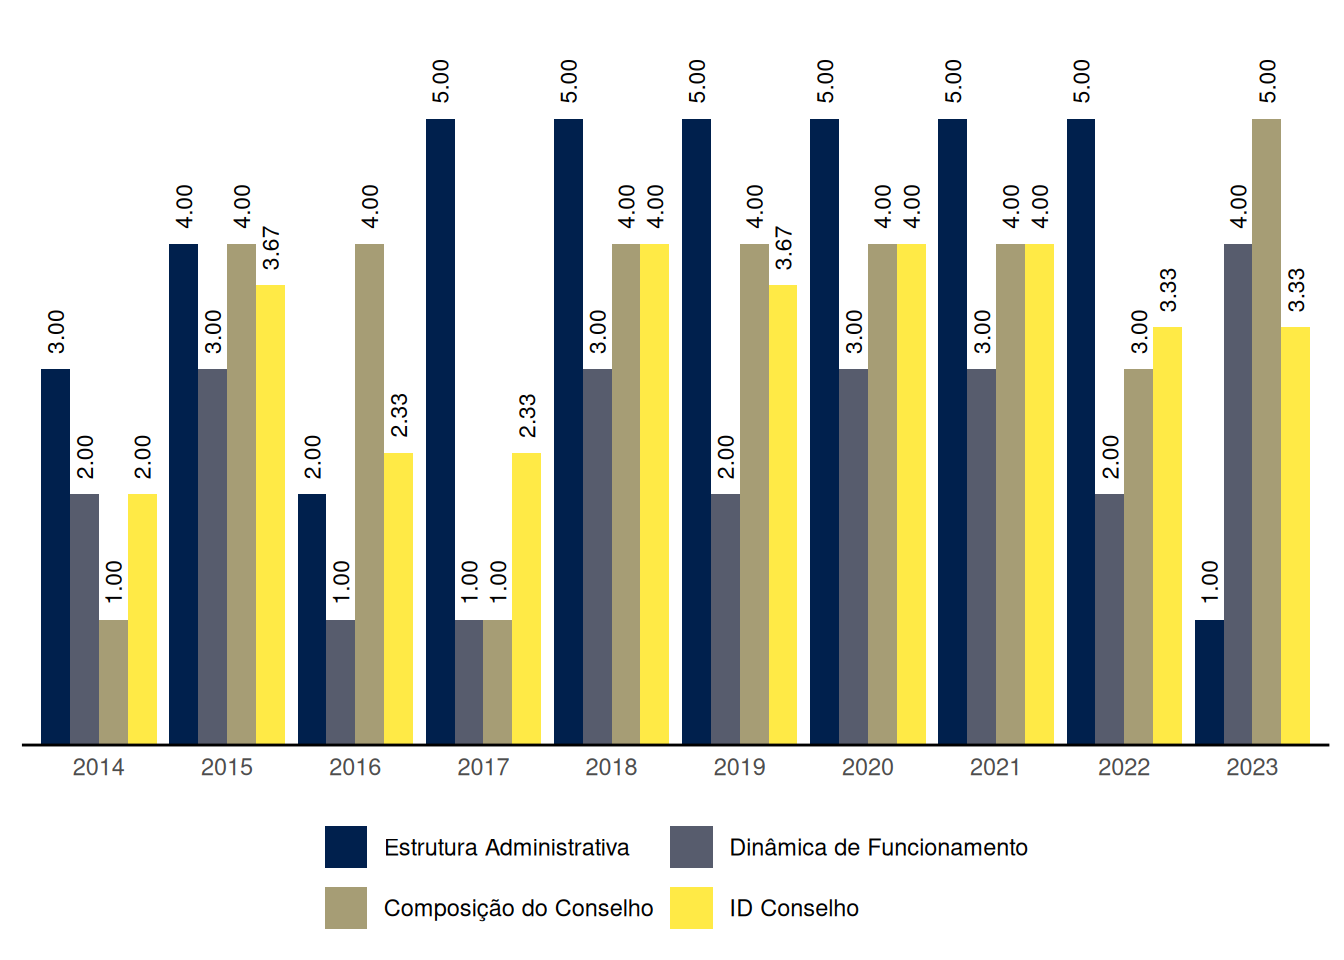 3.00 2.00 1.00 2.00
4.00 3.00 4.00 3.67
2.00 1.00 4.00 2.33
5.00 1.00 1.00 2.33
5.00 3.00 4.00 4.00
5.00 2.00 4.00 3.67
5.00 3.00 4.00 4.00
5.00 3.00 4.00 4.00
5.00 2.00 3.00 3.33
1.00 4.00 5.00 3.33
2014 2015 2016 2017 2018 2019 2020 2021 2022 2023
Estrutura Administrativa Dinâmica de Funcionamento
Composição do Conselho ID Conselho